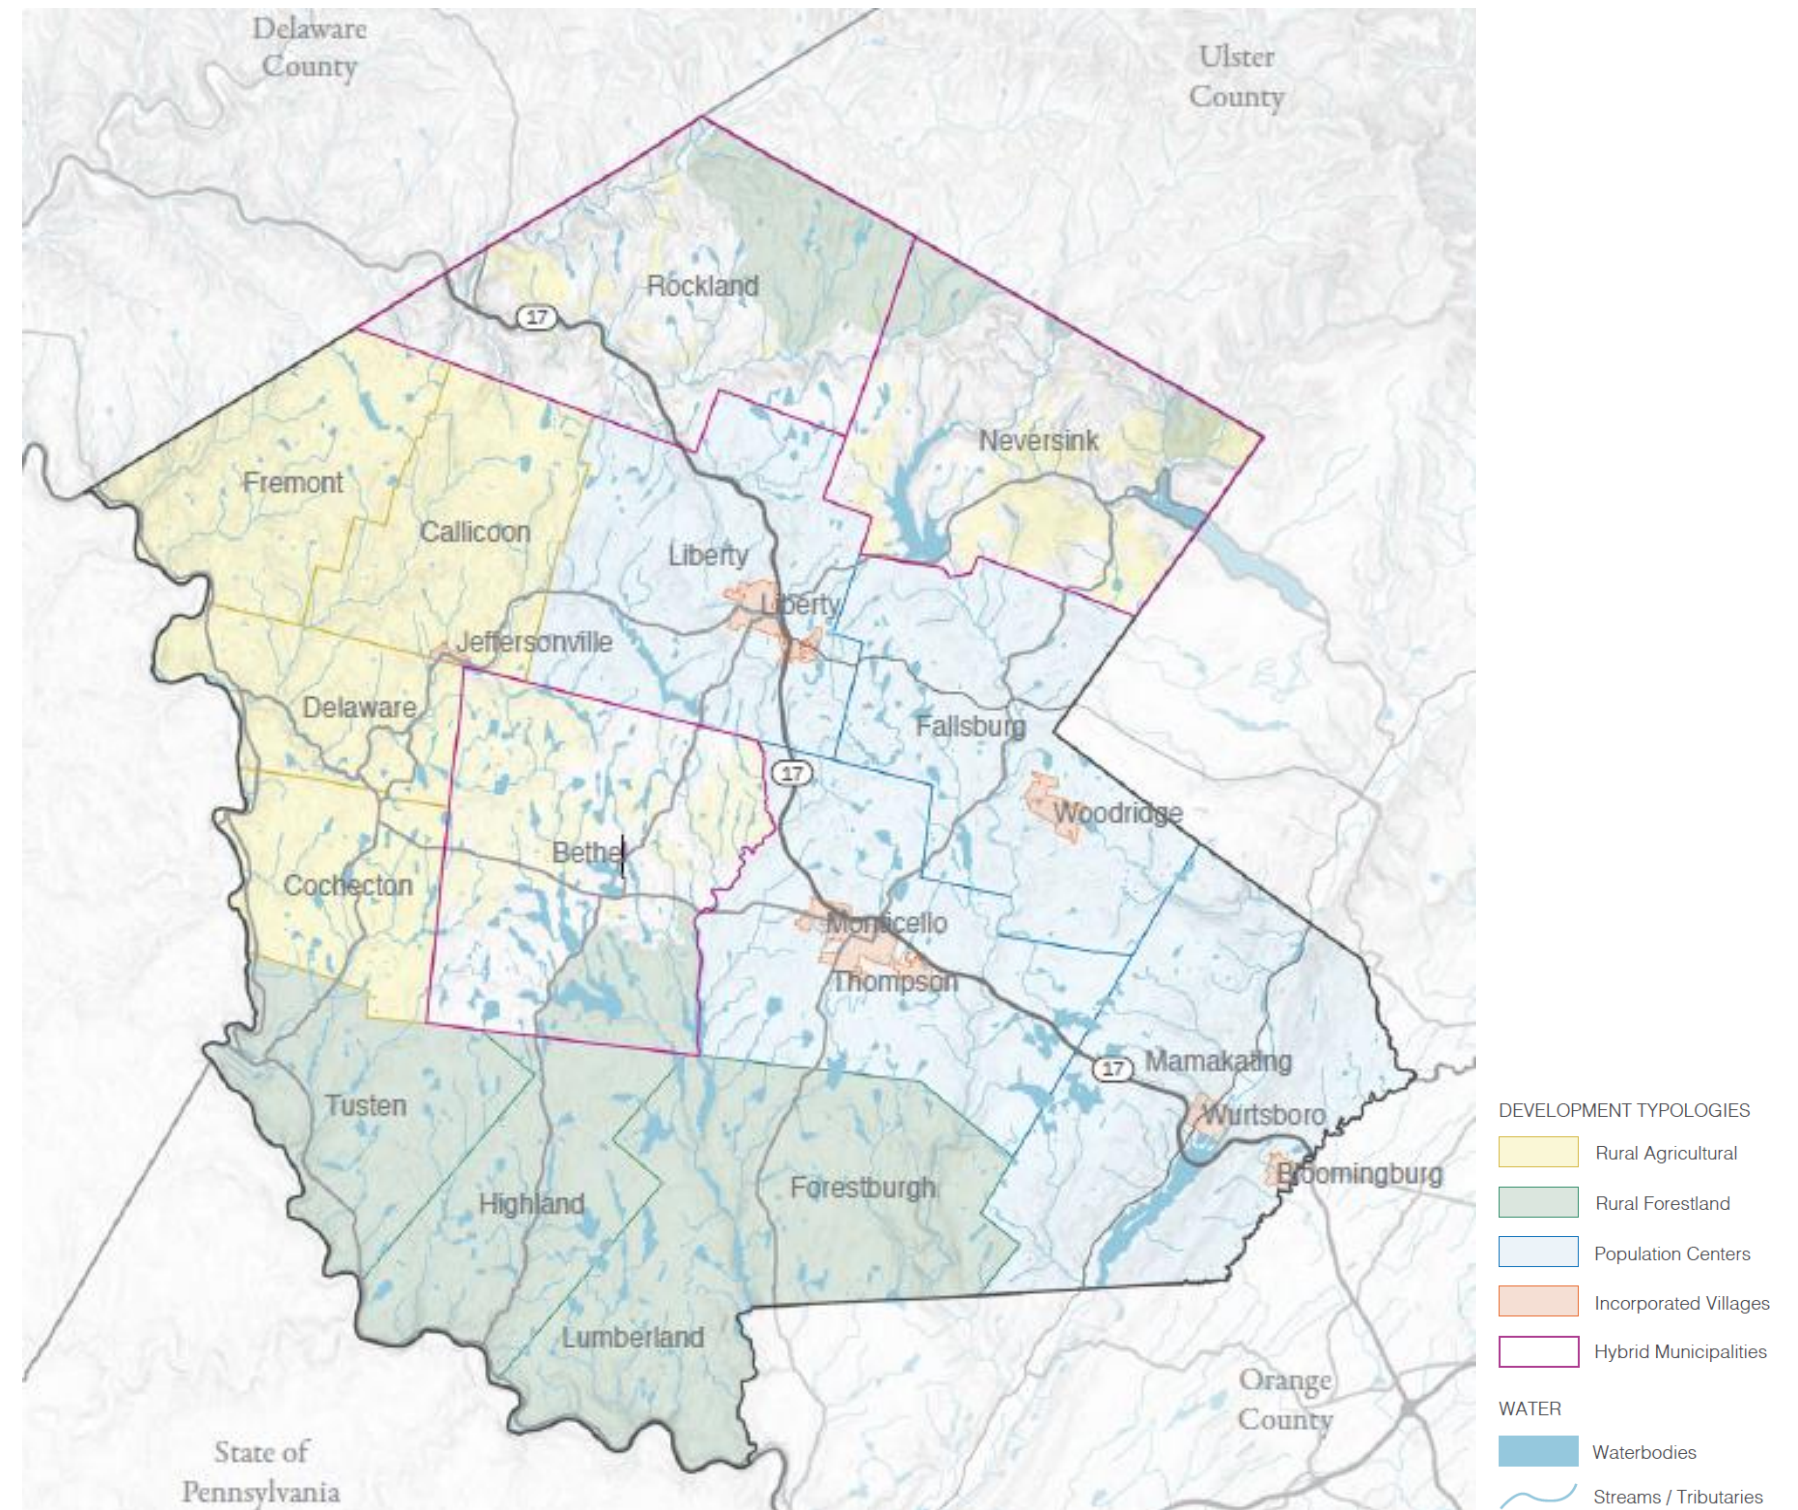 Delaware
County
Ulster
County
Rockland
17
Neversink
Fremont
Callicoon
Liberty
Liberty
Jeffersonville
Delaware
Fallsburg
17
Woodridge
Bethel
Cochecton
Monticello
Thompson
17
Mamakating
Tusten
Wurtsboro
Bloomingburg
Highland
Forestburgh
Lumberland
Orange
County
State of
Pennsylvania
DEVELOPMENT TYPOLOGIES
Rural Agricultural
Rural Forestland
Population Centers
Incorporated Villages
Hybrid Municipalities
WATER
Waterbodies
Streams / Tributaries